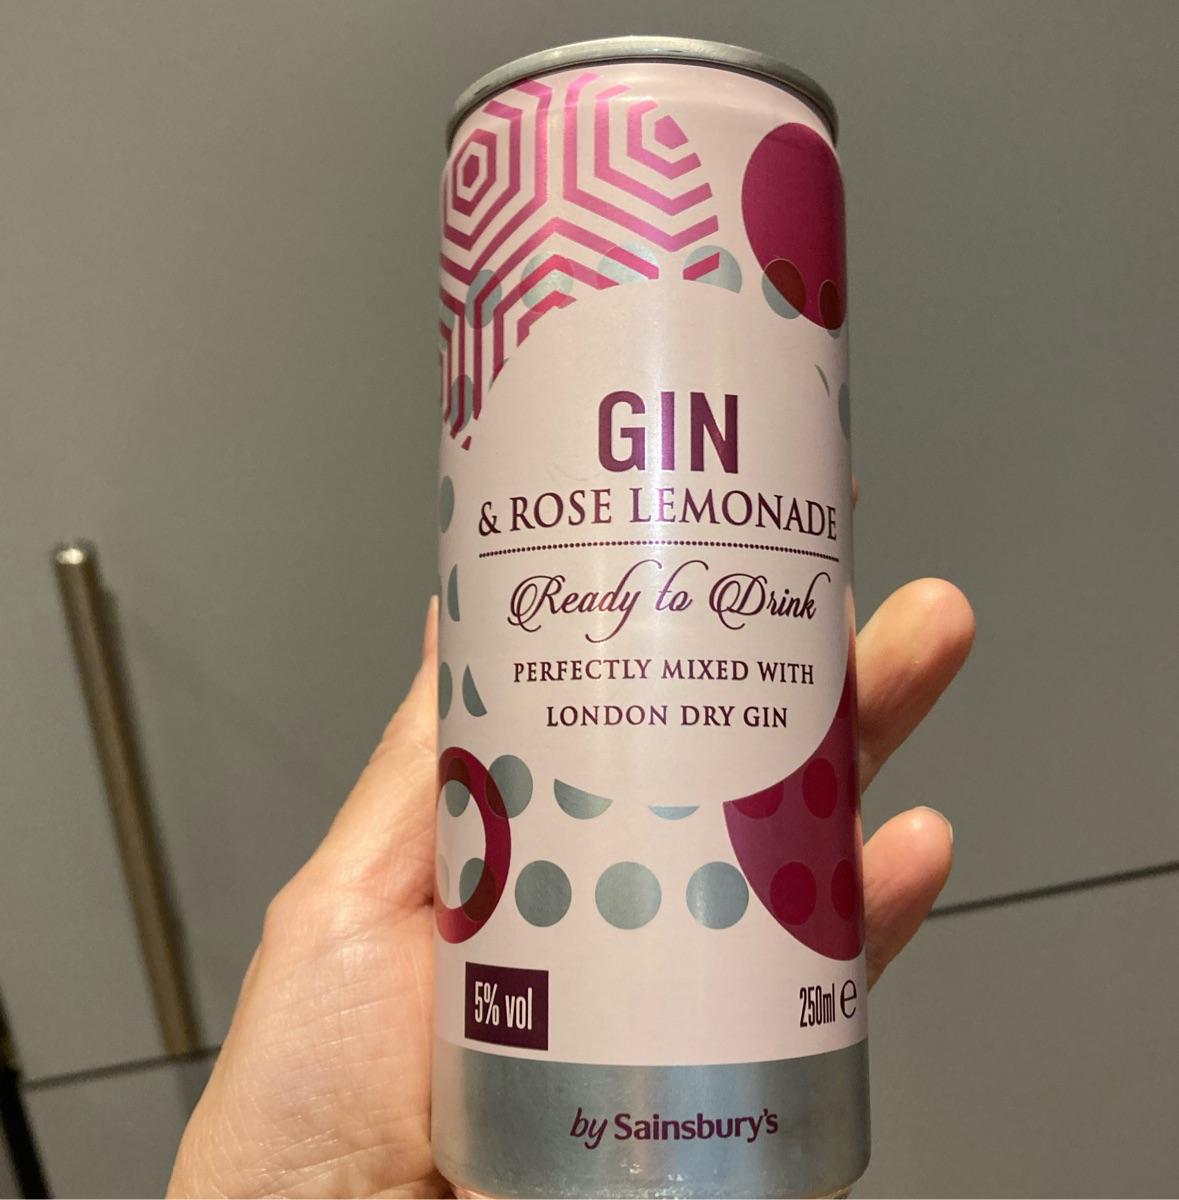 GIN
& ROSE LEMONADE
Ready to Drink
PERFECTLY MIXED WITH
LONDON DRY GIN
5% vol
250ml ℮
by Sainsbury's